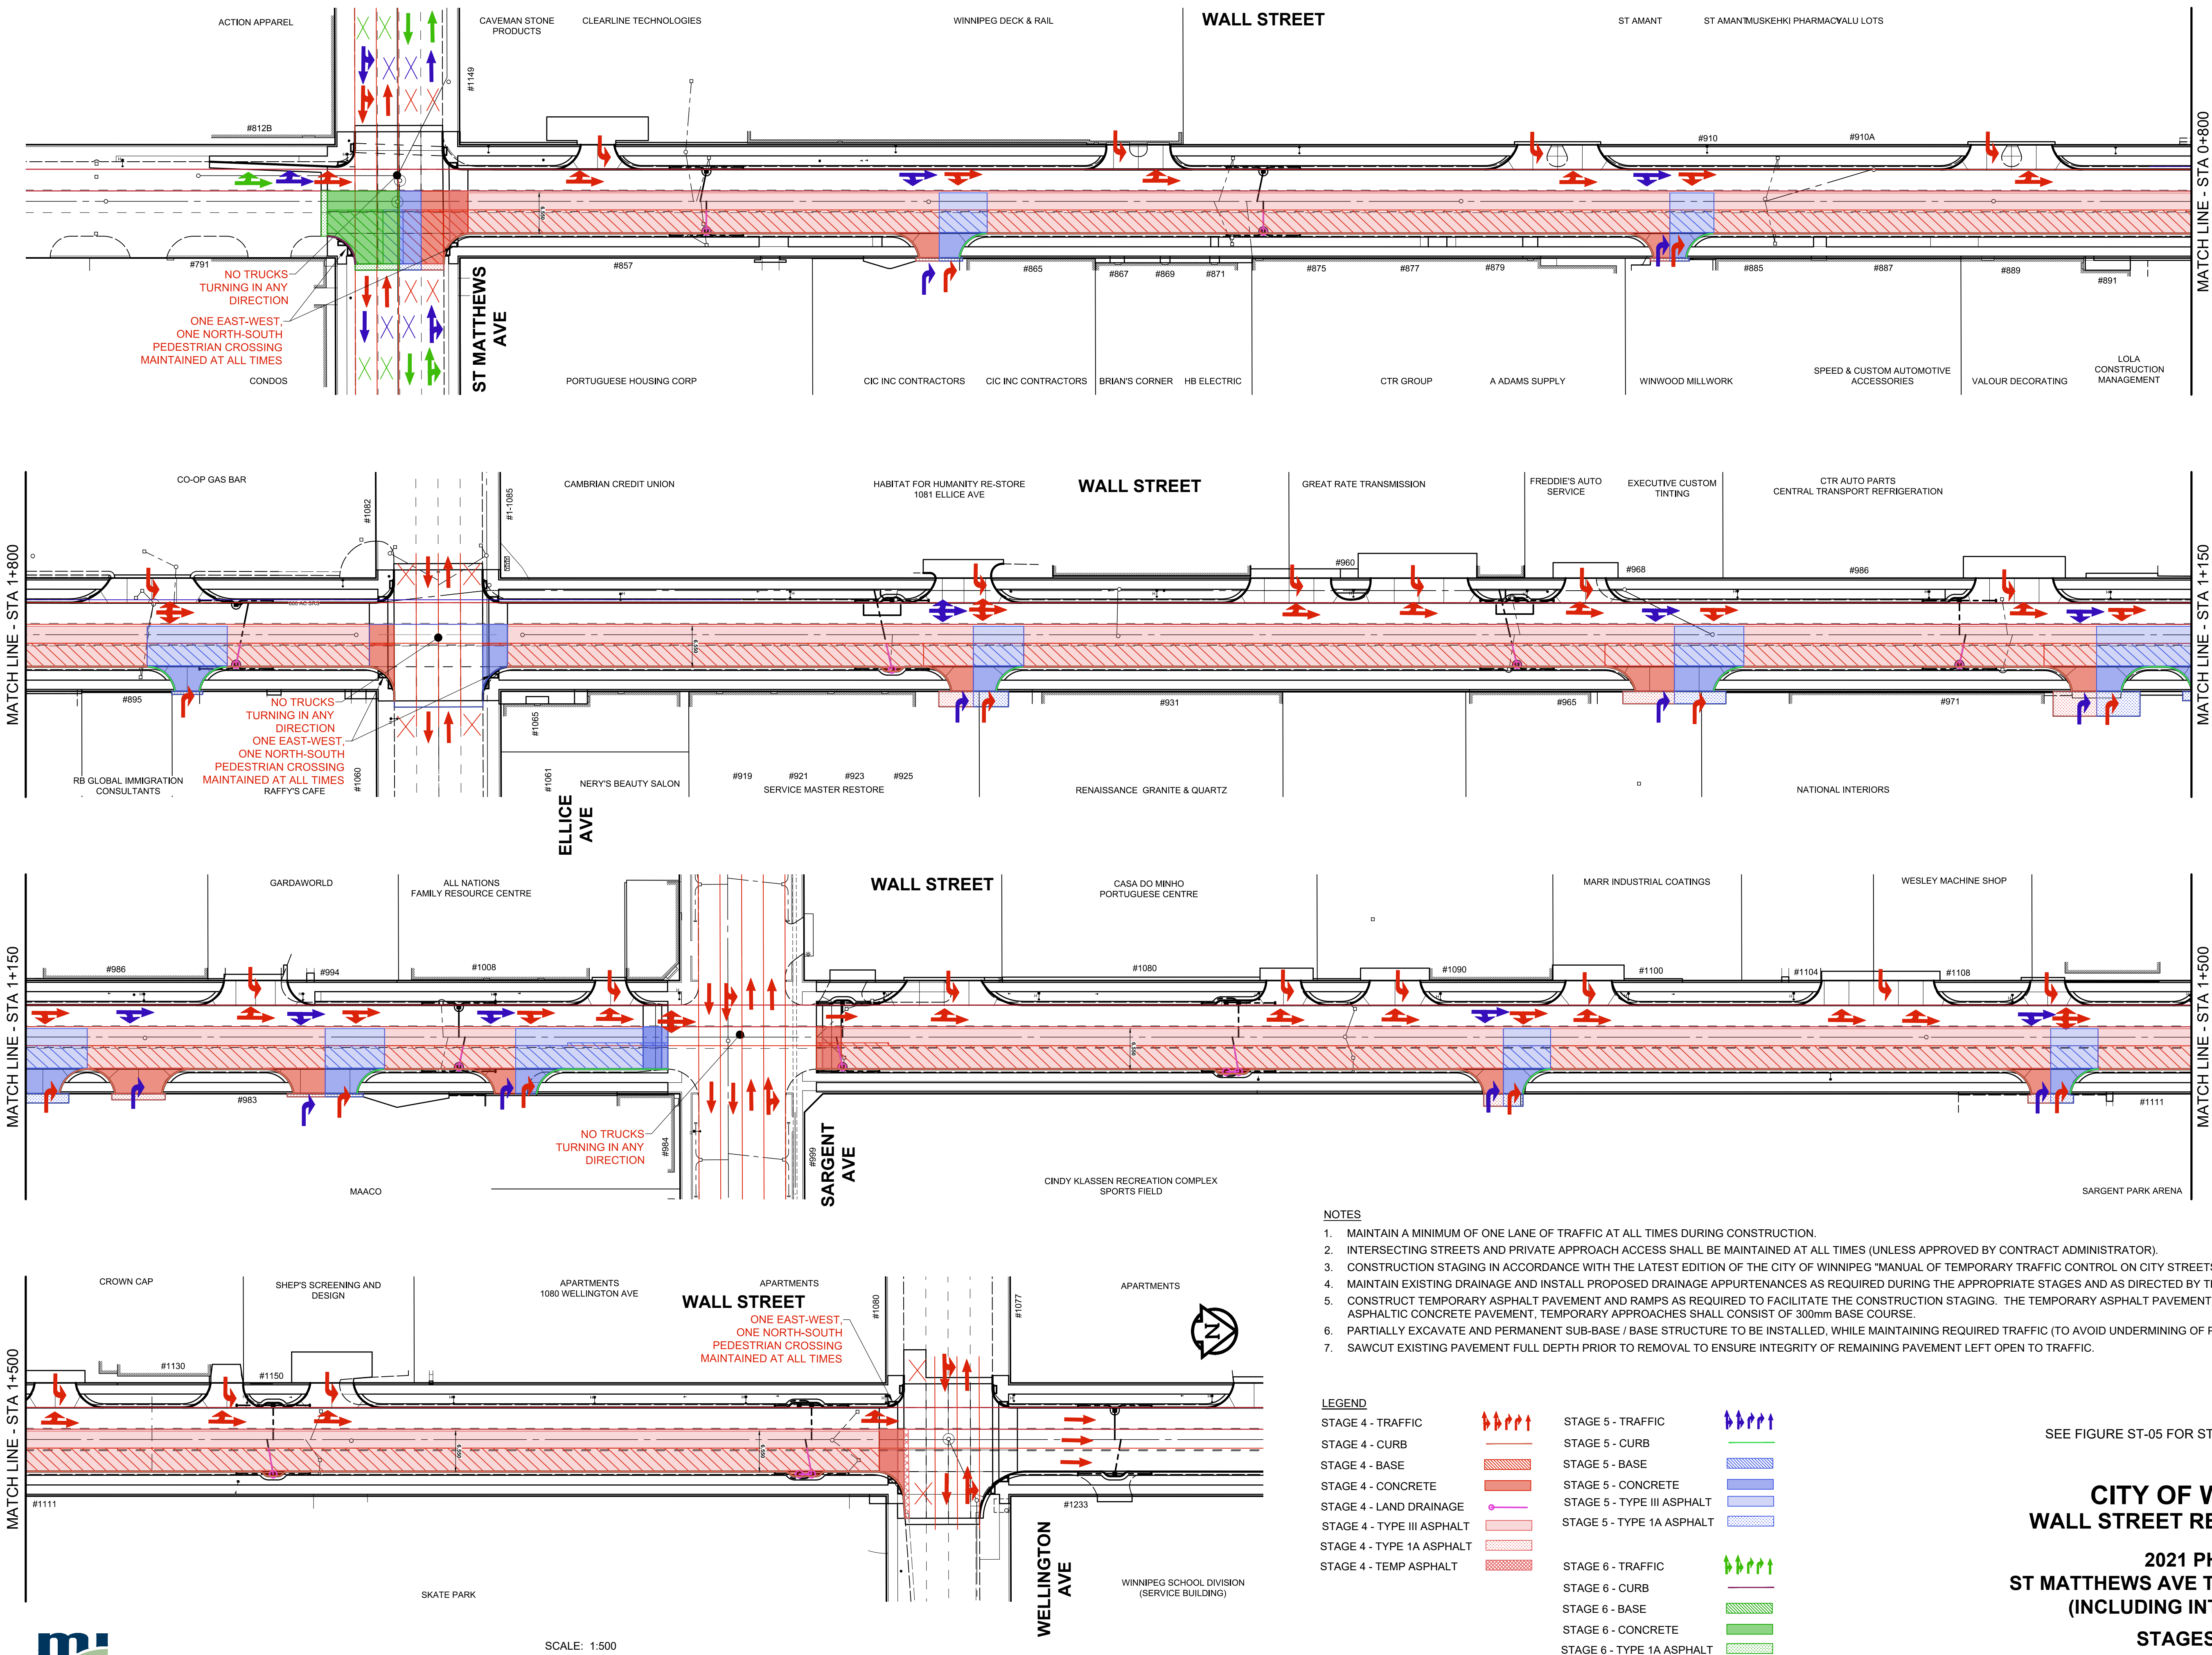 ACTION APPAREL
CAVEMAN STONE
PRODUCTS
CLEARLINE TECHNOLOGIES
WINNIPEG DECK & RAIL
WALL STREET
ST AMANT
ST AMANT
MUSKEHKI PHARMACY
VALU LOTS
#1149
#812B
#910
#910A
MATCH LINE - STA 0+800
6.550
#791
#857
#865
#867
#869
#871
#875
#877
#879
#885
#887
#889
#891
NO TRUCKS
TURNING IN ANY
DIRECTION
ONE EAST-WEST,
ONE NORTH-SOUTH
PEDESTRIAN CROSSING
MAINTAINED AT ALL TIMES
ST MATTHEWS
AVE
CONDOS
PORTUGUESE HOUSING CORP
CIC INC CONTRACTORS
CIC INC CONTRACTORS
BRIAN'S CORNER
HB ELECTRIC
CTR GROUP
A ADAMS SUPPLY
WINWOOD MILLWORK
SPEED & CUSTOM AUTOMOTIVE
ACCESSORIES
VALOUR DECORATING
LOLA
CONSTRUCTION
MANAGEMENT
MATCH LINE - STA 1+800
CO-OP GAS BAR
#1082
#1-1085
CAMBRIAN CREDIT UNION
HABITAT FOR HUMANITY RE-STORE
1081 ELLICE AVE
WALL STREET
GREAT RATE TRANSMISSION
FREDDIE'S AUTO
SERVICE
EXECUTIVE CUSTOM
TINTING
CTR AUTO PARTS
CENTRAL TRANSPORT REFRIGERATION
MATCH LINE - STA 1+150
#960
#968
#986
6.550
#895
#931
#965
#971
NO TRUCKS
TURNING IN ANY
DIRECTION
ONE EAST-WEST,
ONE NORTH-SOUTH
PEDESTRIAN CROSSING
MAINTAINED AT ALL TIMES
#1065
#1060
#1061
RB GLOBAL IMMIGRATION
CONSULTANTS
RAFFY'S CAFE
NERY'S BEAUTY SALON
#919
#921
#923
#925
SERVICE MASTER RESTORE
RENAISSANCE GRANITE & QUARTZ
NATIONAL INTERIORS
ELLICE
AVE
MATCH LINE - STA 1+150
GARDAWORLD
ALL NATIONS
FAMILY RESOURCE CENTRE
WALL STREET
CASA DO MINHO
PORTUGUESE CENTRE
MARR INDUSTRIAL COATINGS
WESLEY MACHINE SHOP
MATCH LINE - STA 1+500
#986
#994
#1008
#1080
#1090
#1100
#1104
#1108
6.550
#983
#1111
NO TRUCKS
TURNING IN ANY
DIRECTION
#984
#999
SARGENT
AVE
MAACO
CINDY KLASSEN RECREATION COMPLEX
SPORTS FIELD
SARGENT PARK ARENA
MATCH LINE - STA 1+500
CROWN CAP
SHEP'S SCREENING AND
DESIGN
APARTMENTS
1080 WELLINGTON AVE
APARTMENTS
WALL STREET
#1080
#1077
APARTMENTS
N
ONE EAST-WEST,
ONE NORTH-SOUTH
PEDESTRIAN CROSSING
MAINTAINED AT ALL TIMES
#1130
#1150
6.550
6.550
#1111
#1233
WELLINGTON
AVE
SKATE PARK
WINNIPEG SCHOOL DIVISION
(SERVICE BUILDING)
SCALE: 1:500
NOTES
1. MAINTAIN A MINIMUM OF ONE LANE OF TRAFFIC AT ALL TIMES DURING CONSTRUCTION.
2. INTERSECTING STREETS AND PRIVATE APPROACH ACCESS SHALL BE MAINTAINED AT ALL TIMES (UNLESS APPROVED BY CONTRACT ADMINISTRATOR).
3. CONSTRUCTION STAGING IN ACCORDANCE WITH THE LATEST EDITION OF THE CITY OF WINNIPEG "MANUAL OF TEMPORARY TRAFFIC CONTROL ON CITY STREETS
4. MAINTAIN EXISTING DRAINAGE AND INSTALL PROPOSED DRAINAGE APPURTENANCES AS REQUIRED DURING THE APPROPRIATE STAGES AND AS DIRECTED BY
5. CONSTRUCT TEMPORARY ASPHALT PAVEMENT AND RAMPS AS REQUIRED TO FACILITATE THE CONSTRUCTION STAGING. THE TEMPORARY ASPHALT PAVEMENT
ASPHALTIC CONCRETE PAVEMENT, TEMPORARY APPROACHES SHALL CONSIST OF 300mm BASE COURSE.
6. PARTIALLY EXCAVATE AND PERMANENT SUB-BASE / BASE STRUCTURE TO BE INSTALLED, WHILE MAINTAINING REQUIRED TRAFFIC (TO AVOID UNDERMINING OF
7. SAWCUT EXISTING PAVEMENT FULL DEPTH PRIOR TO REMOVAL TO ENSURE INTEGRITY OF REMAINING PAVEMENT LEFT OPEN TO TRAFFIC.
LEGEND
STAGE 4 - TRAFFIC
STAGE 4 - CURB
STAGE 4 - BASE
STAGE 4 - CONCRETE
STAGE 4 - LAND DRAINAGE
STAGE 4 - TYPE III ASPHALT
STAGE 4 - TYPE 1A ASPHALT
STAGE 4 - TEMP ASPHALT
STAGE 5 - TRAFFIC
STAGE 5 - CURB
STAGE 5 - BASE
STAGE 5 - CONCRETE
STAGE 5 - TYPE III ASPHALT
STAGE 5 - TYPE 1A ASPHALT
STAGE 6 - TRAFFIC
STAGE 6 - CURB
STAGE 6 - BASE
STAGE 6 - CONCRETE
STAGE 6 - TYPE 1A ASPHALT
SEE FIGURE ST-05 FOR ST
CITY OF W
WALL STREET RE
2021 PH
ST MATTHEWS AVE T
(INCLUDING INT
STAGES